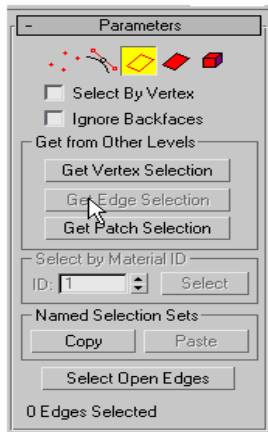 - Parameters
Select By Vertex
Ignore Backfaces
Get from Other Levels
Get Vertex Selection
Get Edge Selection
Get Patch Selection
Select by Material ID
ID: 1 Select
Named Selection Sets
Copy Paste
Select Open Edges
0 Edges Selected